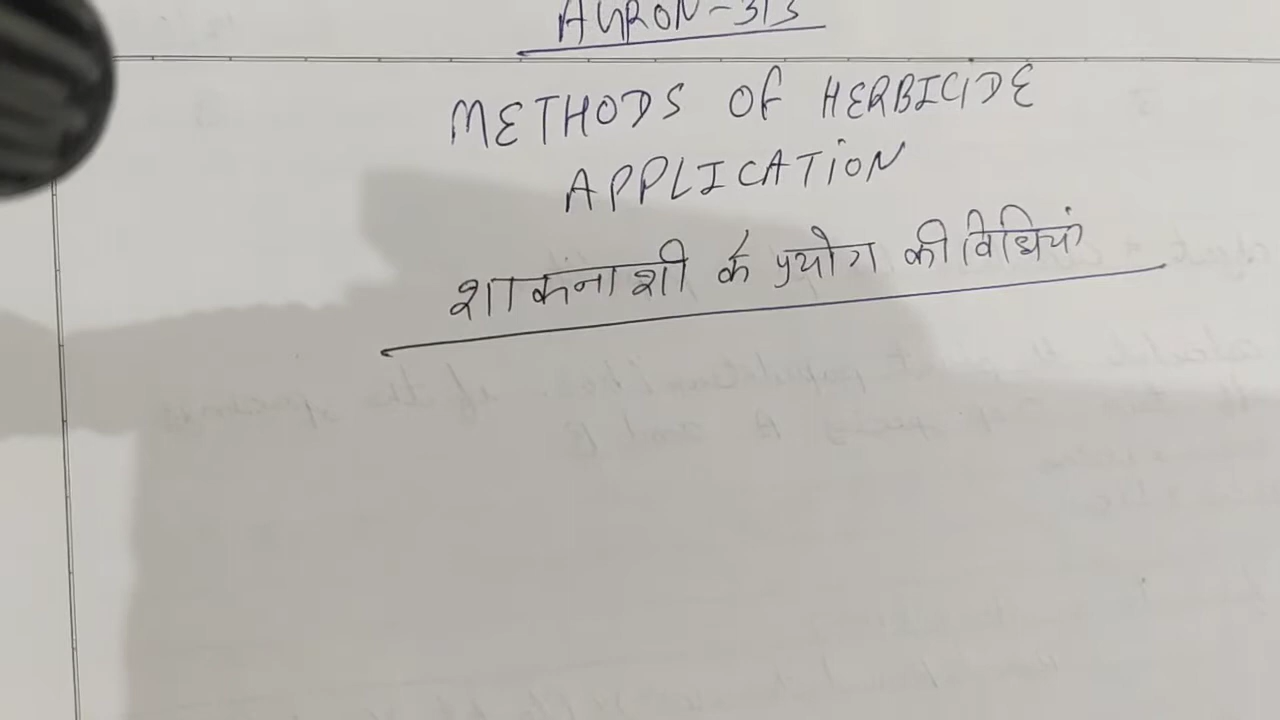 AGRON-313
METHODS OF HERBICIDE
APPLICATION
शाकनाशी के प्रयोग की विधियां